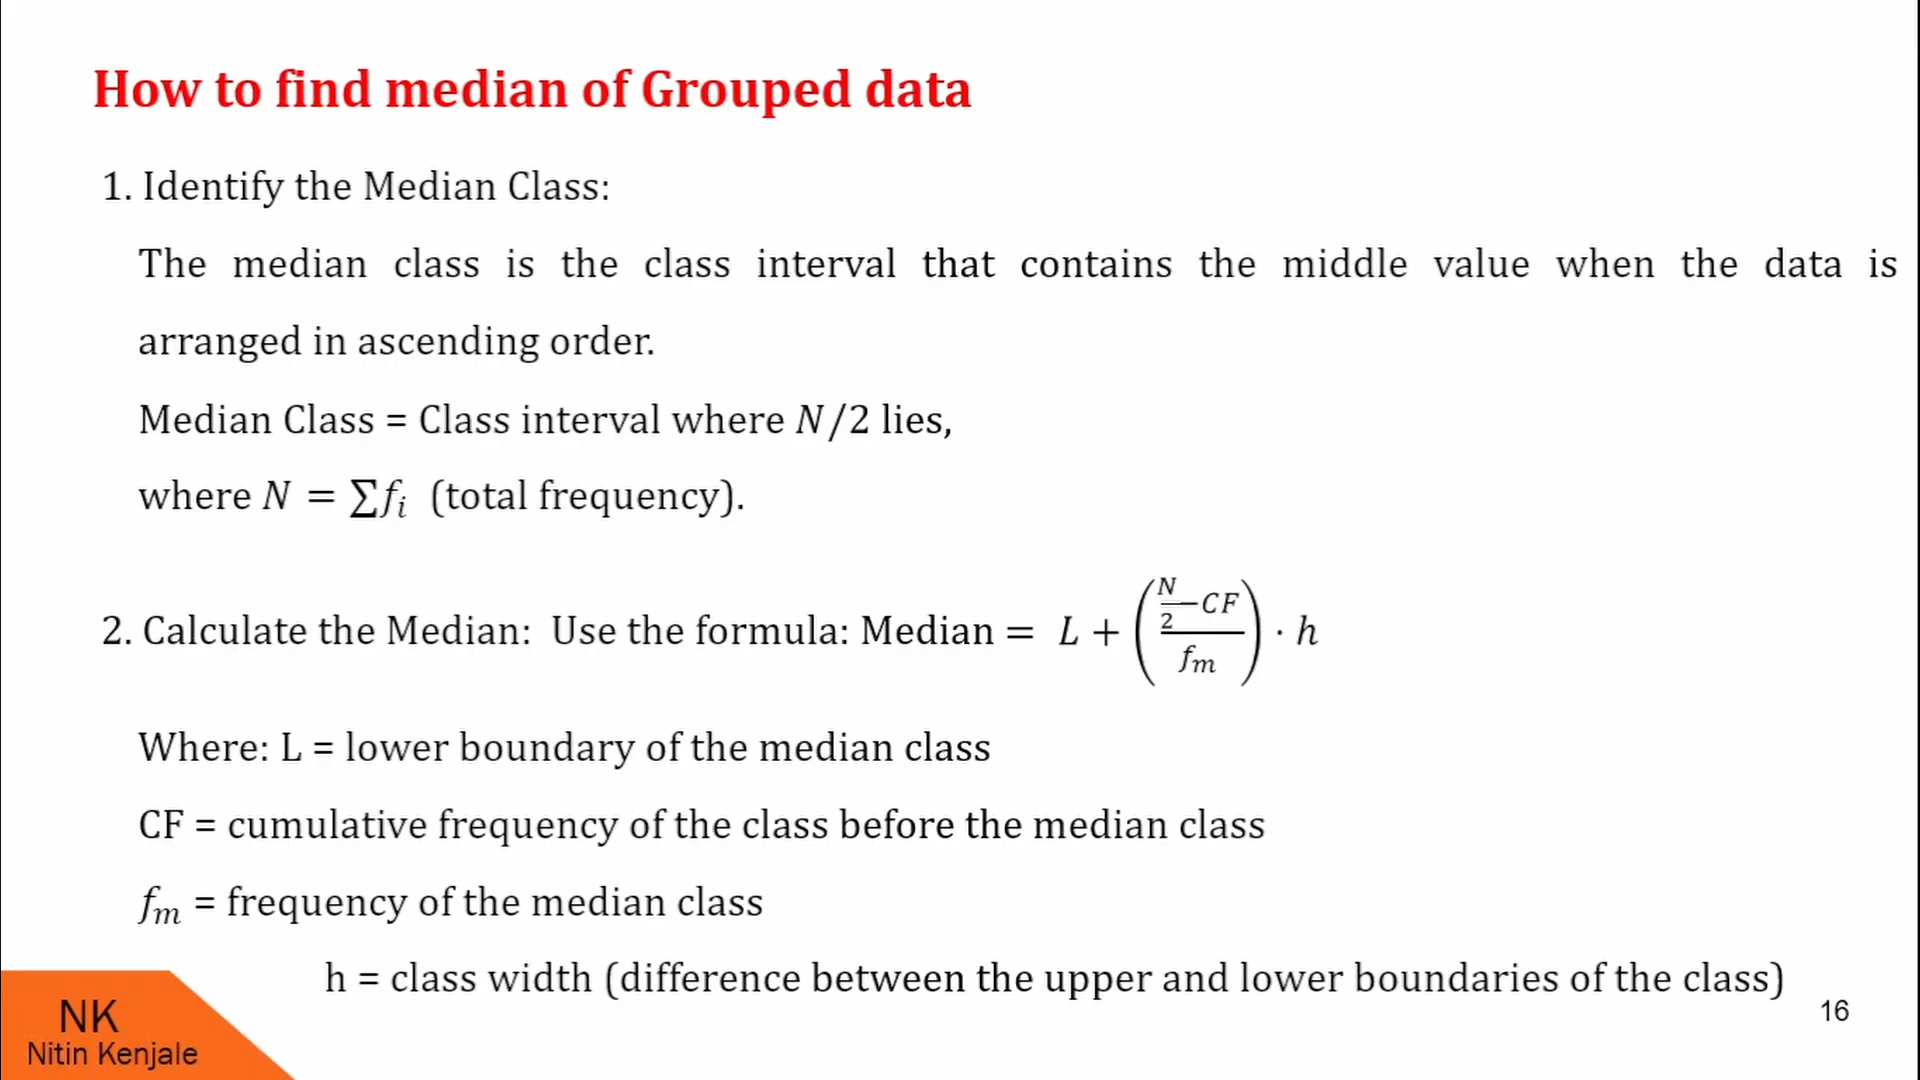 How to find median of Grouped data
1. Identify the Median Class:
The median class is the class interval that contains the middle value when the data is
arranged in ascending order.
Median Class = Class interval where N/2 lies,
where N = ∑fᵢ (total frequency).
2. Calculate the Median: Use the formula: Median = L + ((N/2 − CF)/fₘ) · h
Where: L = lower boundary of the median class
CF = cumulative frequency of the class before the median class
fₘ = frequency of the median class
h = class width (difference between the upper and lower boundaries of the class)
NK
Nitin Kenjale
16